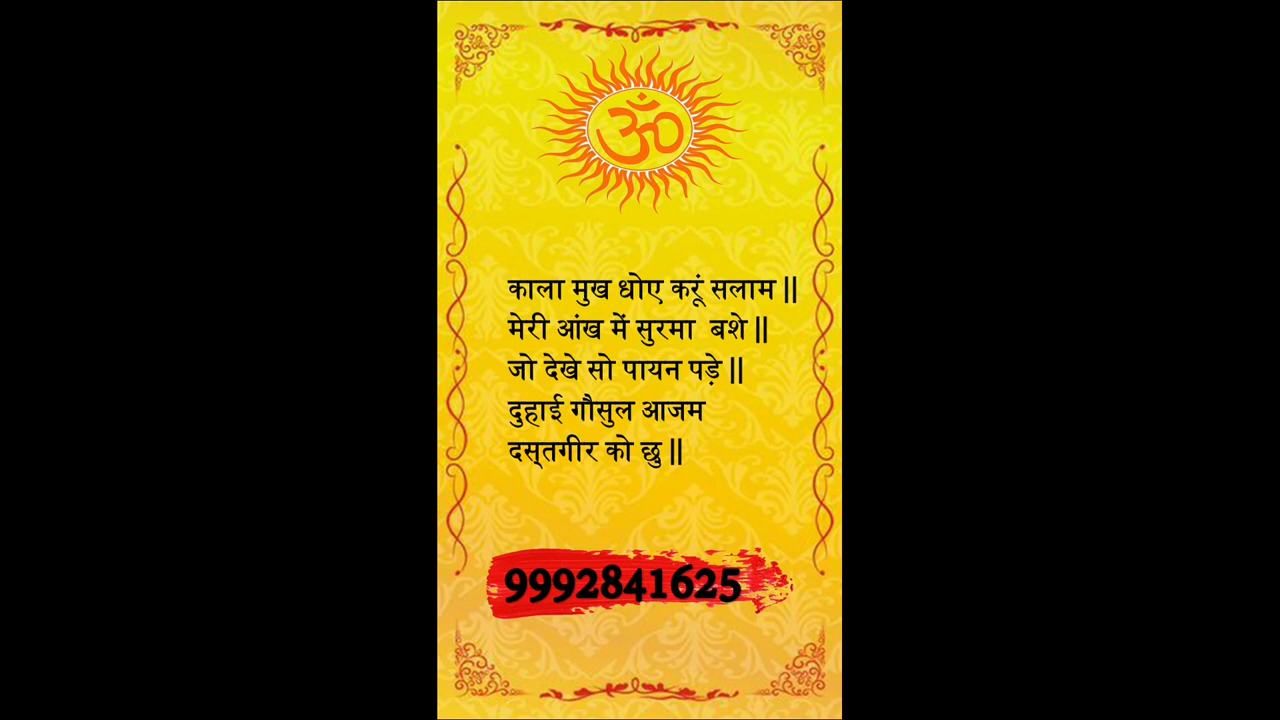 ॐ
काला मुख धोए करूं सलाम ||
मेरी आंख में सुरमा बशे ||
जो देखे सो पायन पड़े ||
दुहाई गौसुल आजम
दस्‌तगीर को छु ||
9992841625